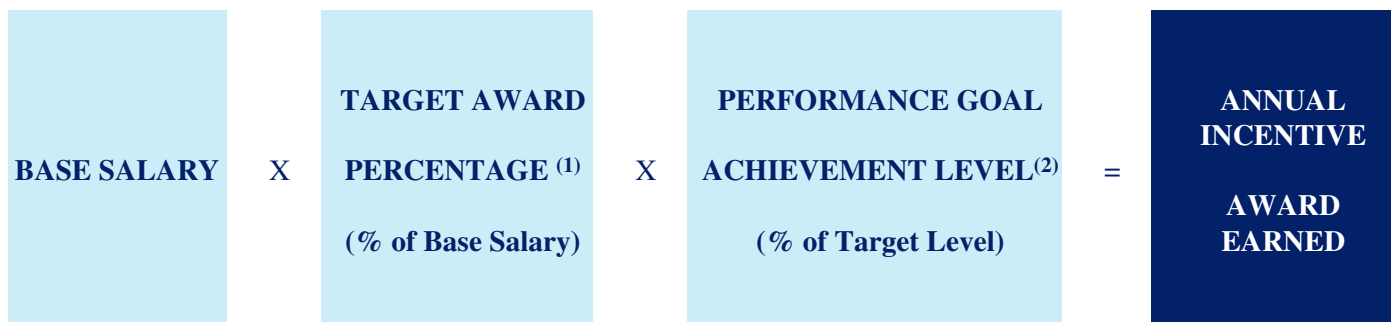 BASE SALARY
X
TARGET AWARD
PERCENTAGE (1)
(% of Base Salary)
X
PERFORMANCE GOAL
ACHIEVEMENT LEVEL(2)
(% of Target Level)
=
ANNUAL
INCENTIVE
AWARD
EARNED